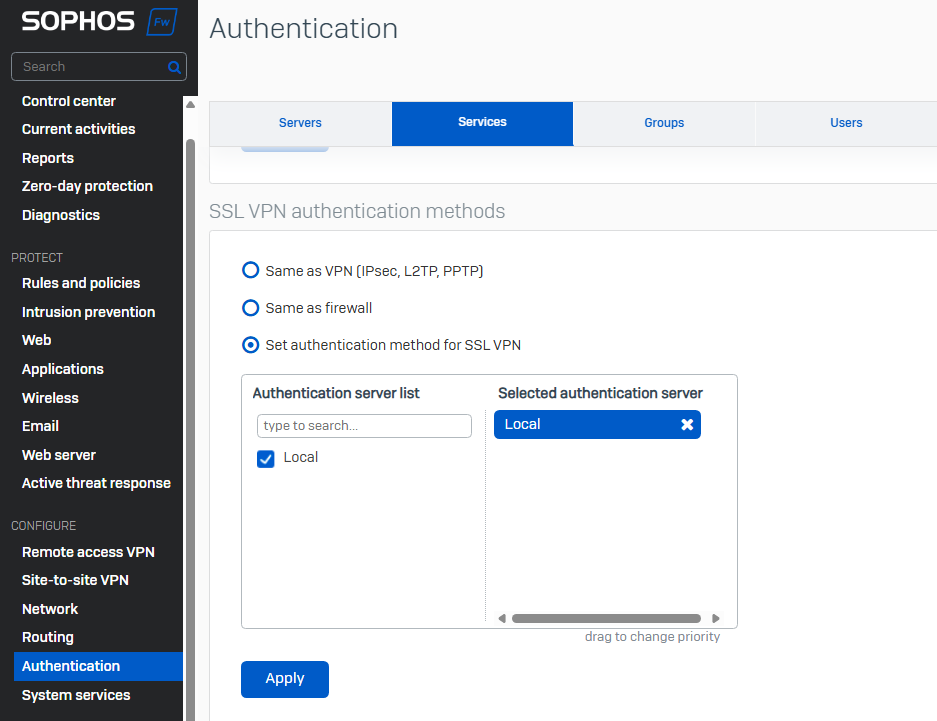 SOPHOS Fw
Search
Control center
Current activities
Reports
Zero-day protection
Diagnostics
PROTECT
Rules and policies
Intrusion prevention
Web
Applications
Wireless
Email
Web server
Active threat response
CONFIGURE
Remote access VPN
Site-to-site VPN
Network
Routing
Authentication
System services
Authentication
Servers Services Groups Users
SSL VPN authentication methods
Same as VPN (IPsec, L2TP, PPTP)
Same as firewall
Set authentication method for SSL VPN
Authentication server list
type to search...
Local
Selected authentication server
Local
drag to change priority
Apply